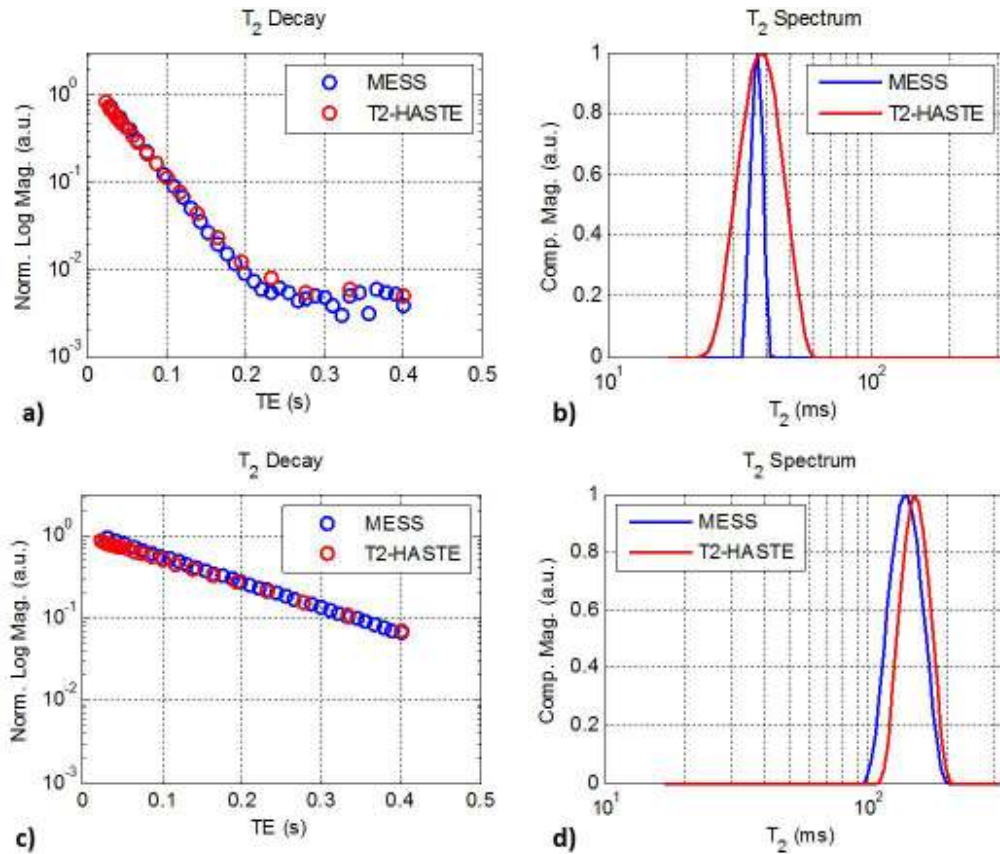 T2 Decay
Norm. Log Mag. (a.u.)
10^0
10^-1
10^-2
10^-3
MESS
T2-HASTE
0 0.1 0.2 0.3 0.4 0.5
TE (s)
a)
T2 Spectrum
Comp. Mag. (a.u.)
1
0.8
0.6
0.4
0.2
0
MESS
T2-HASTE
10^1 10^2
T2 (ms)
b)
T2 Decay
Norm. Log Mag. (a.u.)
10^0
10^-1
10^-2
10^-3
MESS
T2-HASTE
0 0.1 0.2 0.3 0.4 0.5
TE (s)
c)
T2 Spectrum
Comp. Mag. (a.u.)
1
0.8
0.6
0.4
0.2
0
MESS
T2-HASTE
10^1 10^2
T2 (ms)
d)